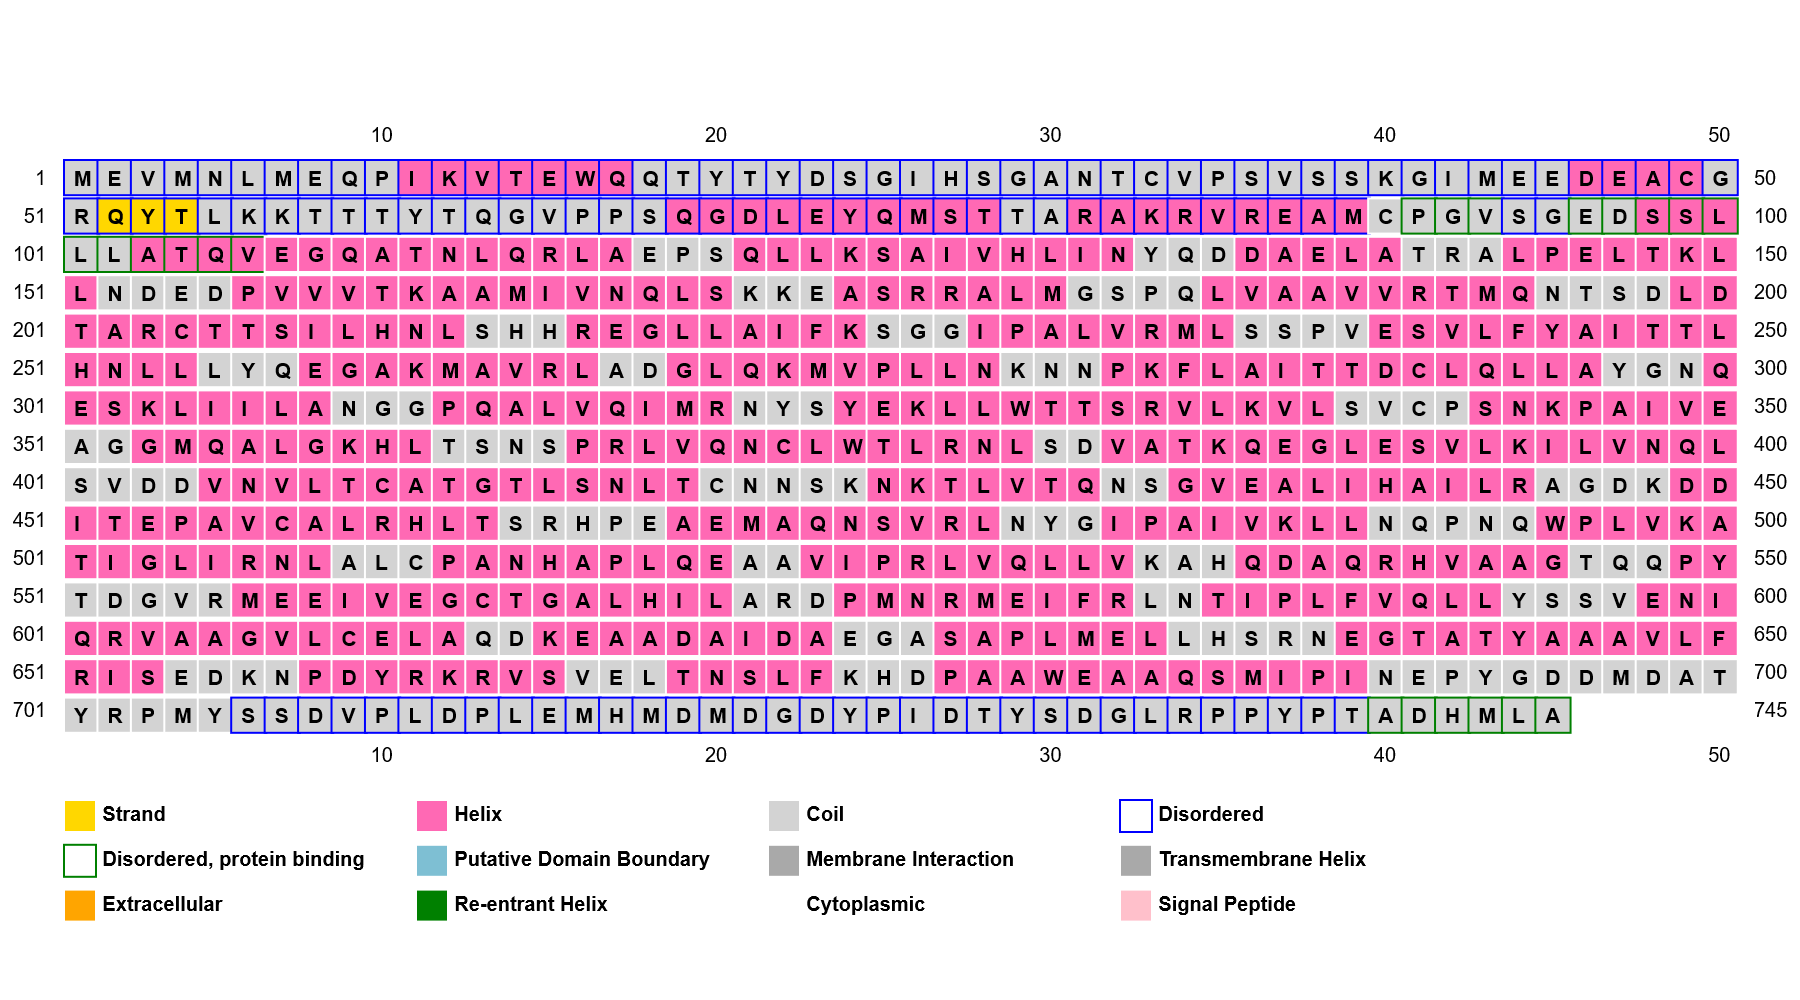 10 20 30 40 50
1 M E V M N L M E Q P I K V T E W Q Q T Y T Y D S G I H S G A N T C V P S V S S K G I M E E D E A C G 50
51 R Q Y T L K K T T T Y T Q G V P P S Q G D L E Y Q M S T T A R A K R V R E A M C P G V S G E D S S L 100
101 L L A T Q V E G Q A T N L Q R L A E P S Q L L K S A I V H L I N Y Q D D A E L A T R A L P E L T K L 150
151 L N D E D P V V V T K A A M I V N Q L S K K E A S R R A L M G S P Q L V A A V V R T M Q N T S D L D 200
201 T A R C T T S I L H N L S H H R E G L L A I F K S G G I P A L V R M L S S P V E S V L F Y A I T T L 250
251 H N L L L Y Q E G A K M A V R L A D G L Q K M V P L L N K N N P K F L A I T T D C L Q L L A Y G N Q 300
301 E S K L I I L A N G G P Q A L V Q I M R N Y S Y E K L L W T T S R V L K V L S V C P S N K P A I V E 350
351 A G G M Q A L G K H L T S N S P R L V Q N C L W T L R N L S D V A T K Q E G L E S V L K I L V N Q L 400
401 S V D D V N V L T C A T G T L S N L T C N N S K N K T L V T Q N S G V E A L I H A I L R A G D K D D 450
451 I T E P A V C A L R H L T S R H P E A E M A Q N S V R L N Y G I P A I V K L L N Q P N Q W P L V K A 500
501 T I G L I R N L A L C P A N H A P L Q E A A V I P R L V Q L L V K A H Q D A Q R H V A A G T Q Q P Y 550
551 T D G V R M E E I V E G C T G A L H I L A R D P M N R M E I F R L N T I P L F V Q L L Y S S V E N I 600
601 Q R V A A G V L C E L A Q D K E A A D A I D A E G A S A P L M E L L H S R N E G T A T Y A A A V L F 650
651 R I S E D K N P D Y R K R V S V E L T N S L F K H D P A A W E A A Q S M I P I N E P Y G D D M D A T 700
701 Y R P M Y S S D V P L D P L E M H M D M D G D Y P I D T Y S D G L R P P Y P T A D H M L A 745
10 20 30 40 50
Strand Helix Coil Disordered
Disordered, protein binding Putative Domain Boundary Membrane Interaction Transmembrane Helix
Extracellular Re-entrant Helix Cytoplasmic Signal Peptide